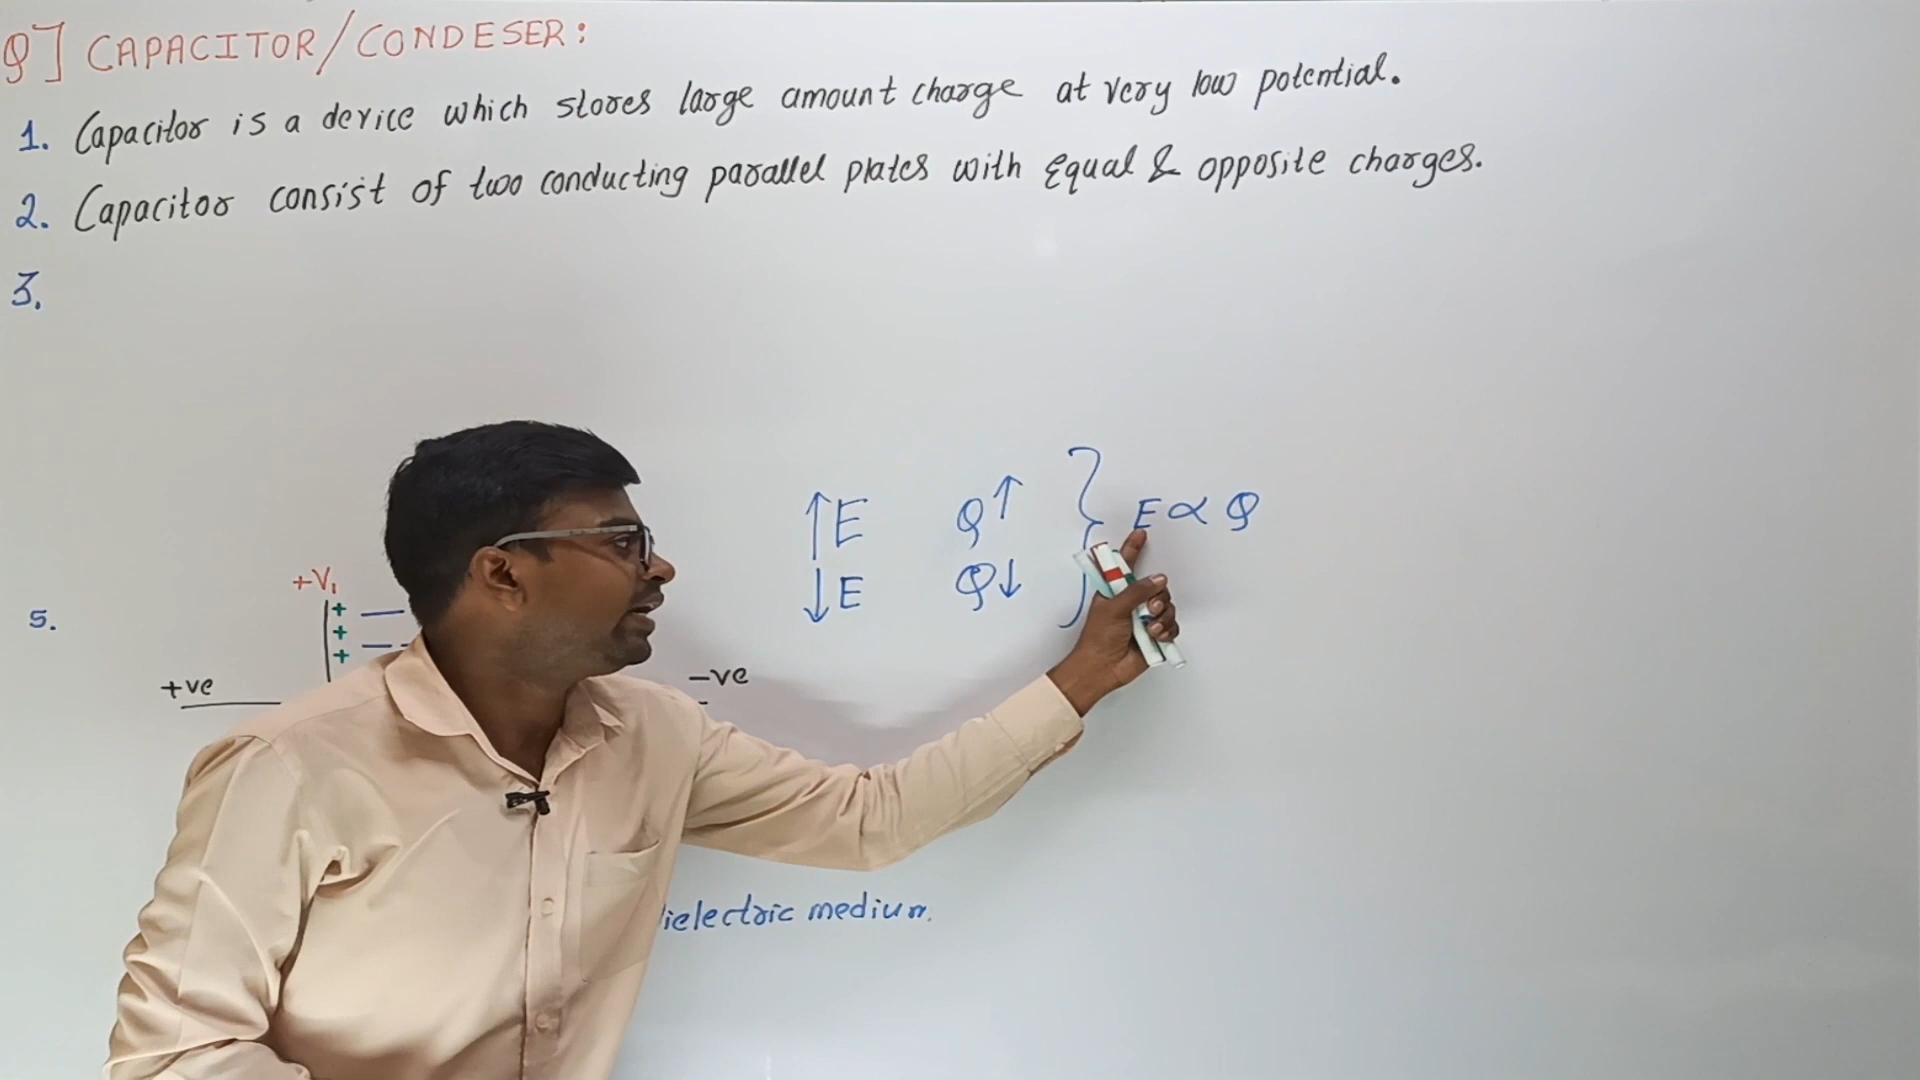 Q] CAPACITOR/CONDESER:
1. Capacitor is a device which stores large amount charge at very low potential.
2. Capacitor consist of two conducting parallel plates with Equal & opposite charges.
3.
↑E Q↑ } E ∝ Q
↓E Q↓
5.
+V₁
+
+
+
+ve -ve
ielectric medium.